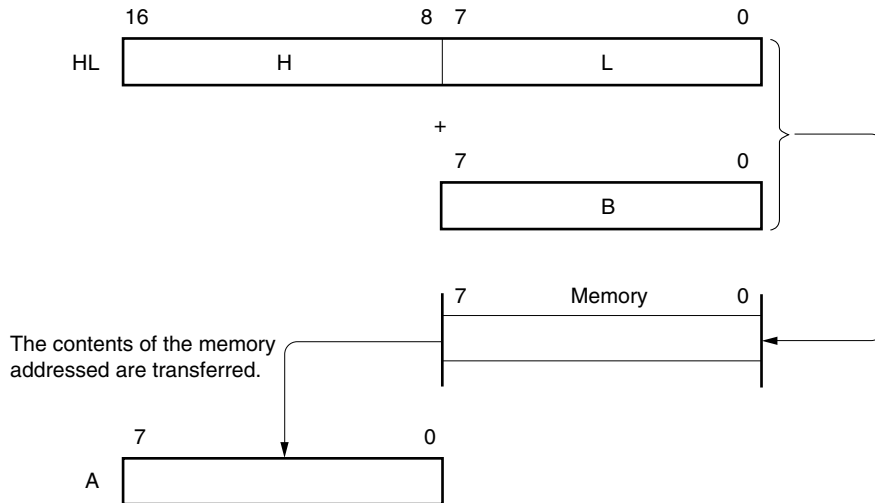 16 8 7 0
HL H L
+
7 0
B
7 Memory 0
The contents of the memory
addressed are transferred.
7 0
A